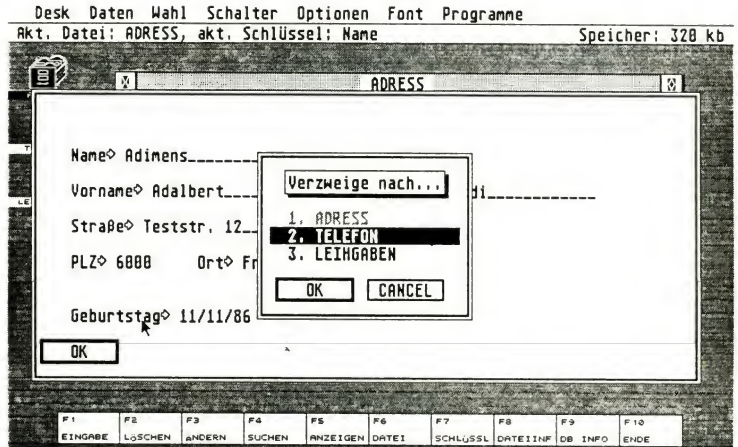 Desk Daten Wahl Schalter Optionen Font Programme
Akt. Datei: ADRESS, akt. Schlüssel: Name Speicher: 320 kb
ADRESS
Name◇ Adimens
Vorname◇ Adalbert di
Straße◇ Teststr. 12
PLZ◇ 6000 Ort◇ Fr
Geburtstag◇ 11/11/86
OK
Verzweige nach...
1. ADRESS
2. TELEFON
3. LEIHGABEN
OK CANCEL
F1 F2 F3 F4 F5 F6 F7 F8 F9 F10
EINGABE LöSCHEN ANDERN SUCHEN ANZEIGEN DATEI SCHLüSSL DATEIINF DB INFO ENDE